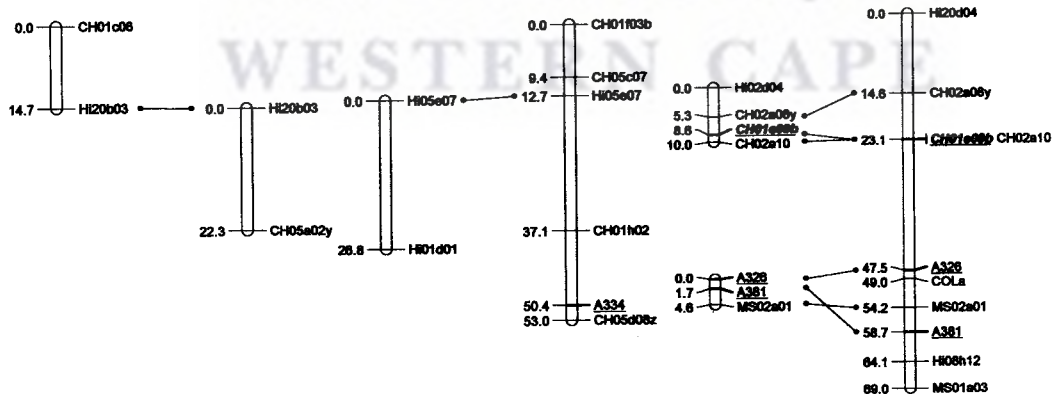 WESTERN CAPE
0.0 CH01c06
14.7 Hi20b03
0.0 Hi20b03
22.3 CH05a02y
0.0 Hi05e07
26.8 Hi01d01
0.0 CH01f03b
9.4 CH05c07
12.7 Hi05e07
37.1 CH01h02
50.4 A334
53.0 CH05d08z
0.0 Hi02d04
5.3 CH02a08y
8.6 CH01e09b
10.0 CH02a10
0.0 A326
1.7 A381
4.6 MS02a01
0.0 Hi20d04
14.6 CH02a08y
23.1 CH01e09b CH02a10
47.5 A326
49.0 COLa
54.2 MS02a01
58.7 A381
64.1 Hi08h12
69.0 MS01a03